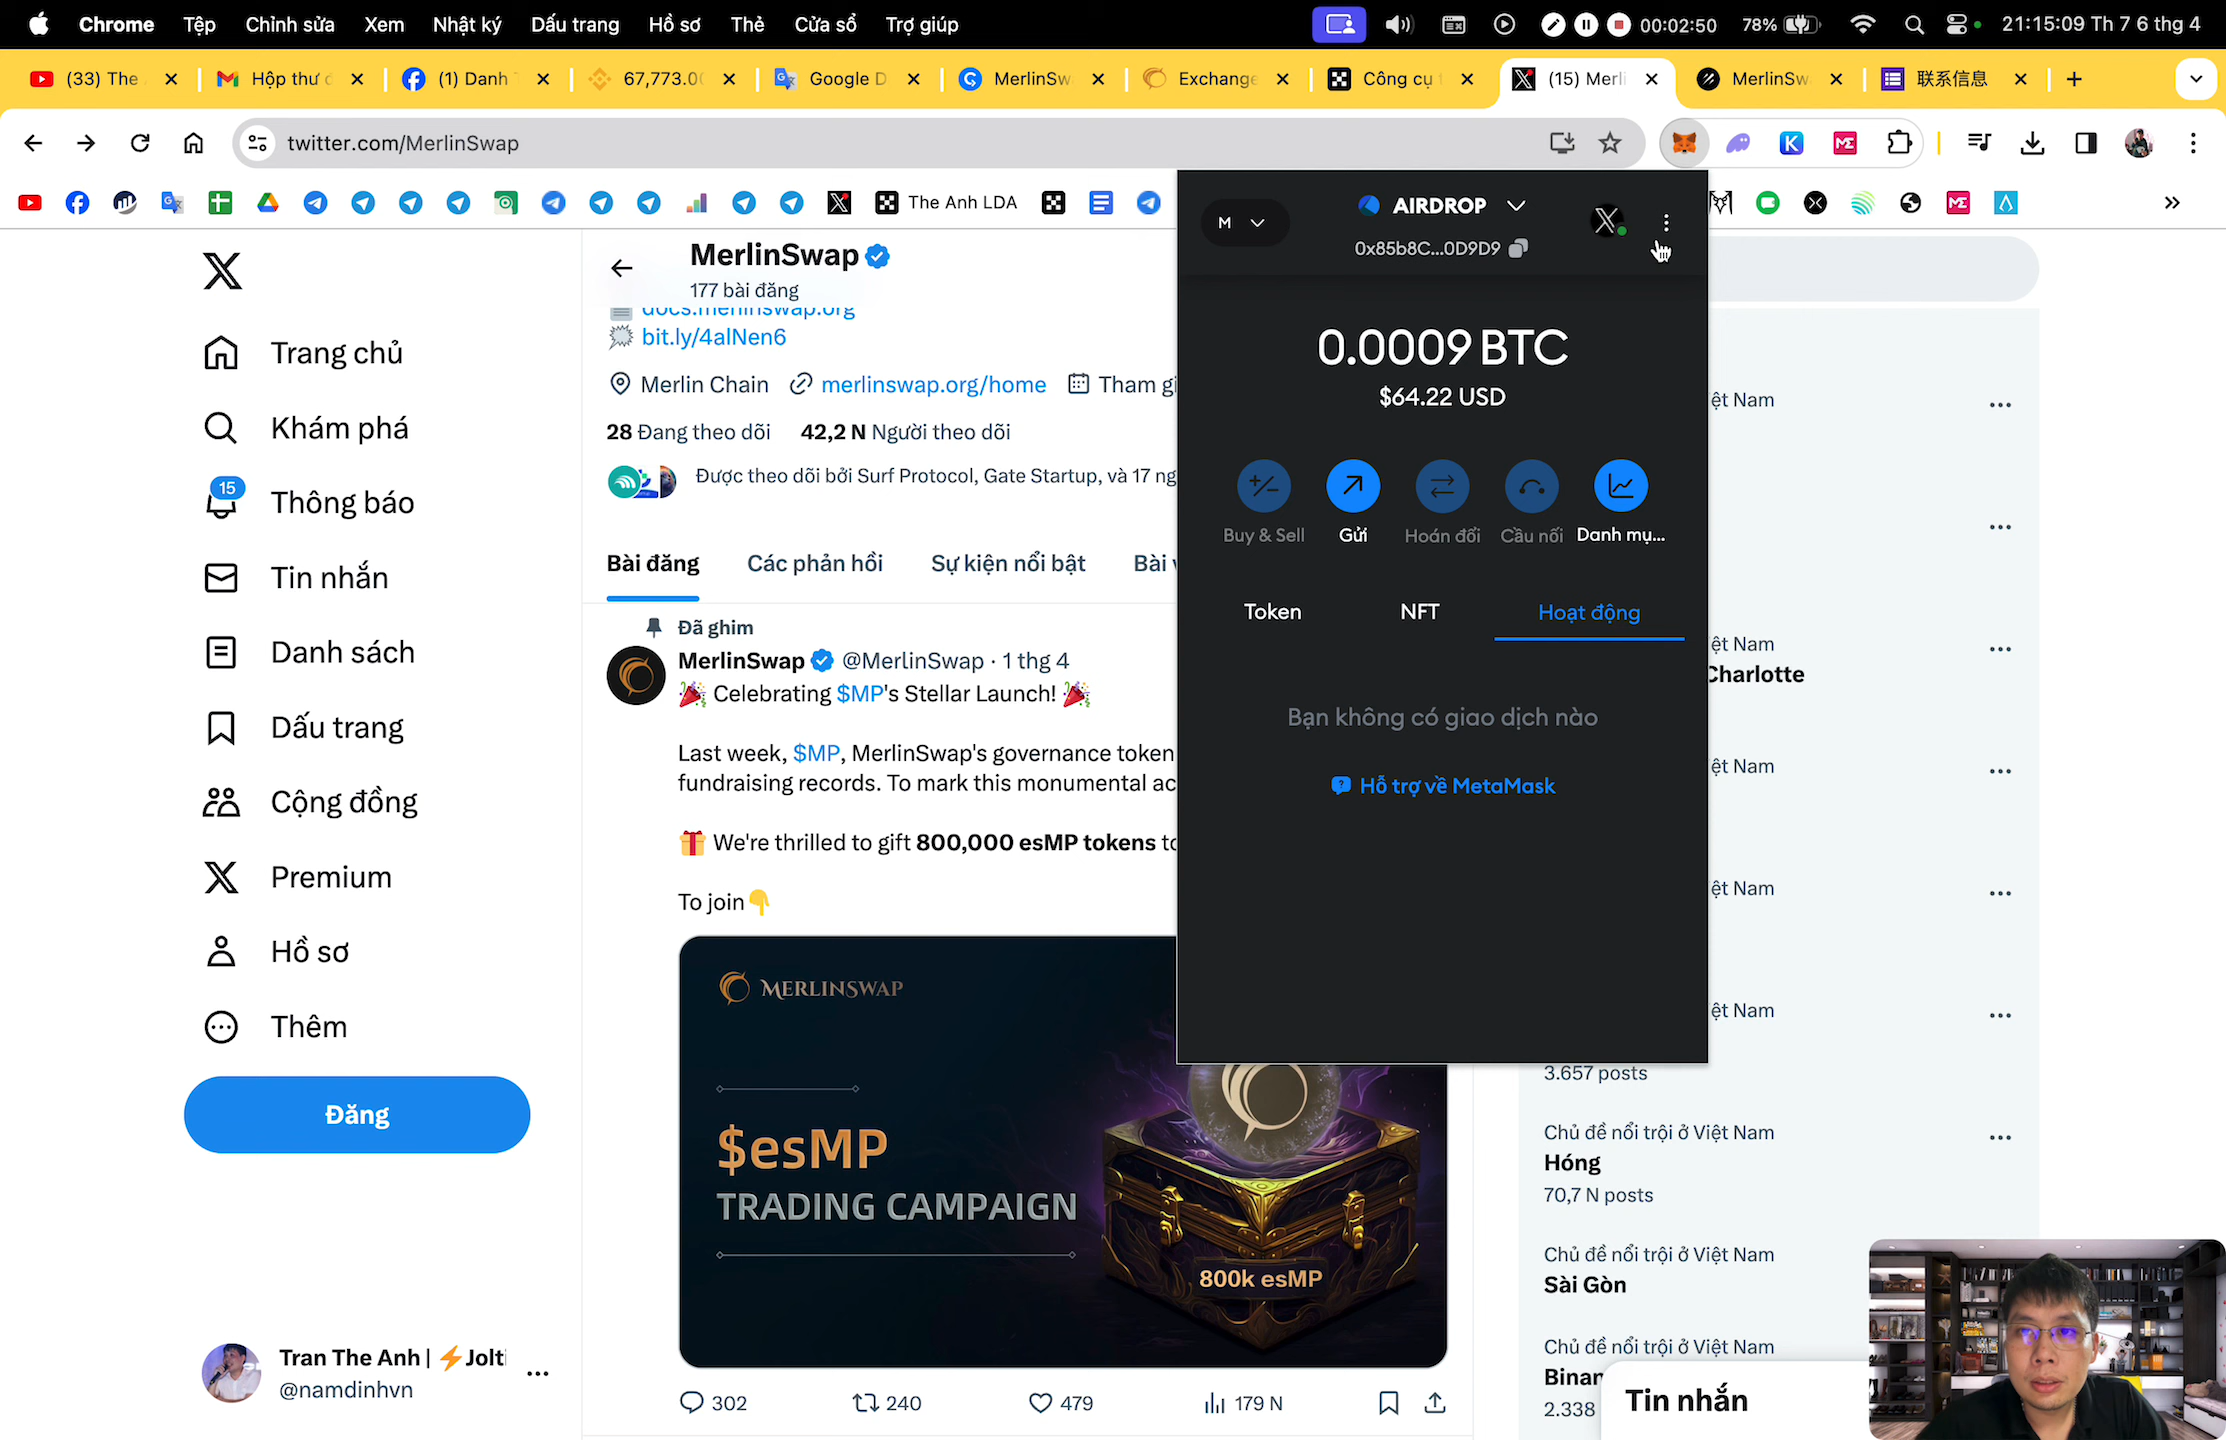 Chrome Tệp Chỉnh sửa Xem Nhật ký Dấu trang Hồ sơ Thẻ Cửa sổ Trợ giúp 00:02:50 78% 21:15:09 Th 7 6 thg 4
(33) The Hộp thư (1) Danh 67,773.0 Google D MerlinSw Exchange Công cụ (15) Merli MerlinSw 联系信息
twitter.com/MerlinSwap
The Anh LDA
MerlinSwap
177 bài đăng
docs.merlinswap.org
bit.ly/4alNen6
Merlin Chain merlinswap.org/home Tham gi
28 Đang theo dõi 42,2 N Người theo dõi
Được theo dõi bởi Surf Protocol, Gate Startup, và 17 ng
Bài đăng Các phản hồi Sự kiện nổi bật Bài v
Trang chủ
Khám phá
15
Thông báo
Tin nhắn
Danh sách
Dấu trang
Cộng đồng
Premium
Hồ sơ
Thêm
Đăng
Tran The Anh | ⚡Jolti
@namdinhvn
Đã ghim
MerlinSwap @MerlinSwap · 1 thg 4
🎉 Celebrating $MP's Stellar Launch! 🎉
Last week, $MP, MerlinSwap's governance token
fundraising records. To mark this monumental ac
🎁 We're thrilled to gift 800,000 esMP tokens to
To join👇
MERLINSWAP
$esMP
TRADING CAMPAIGN
800k esMP
302 240 479 179 N
M
AIRDROP
0x85b8C...0D9D9
0.0009 BTC
$64.22 USD
Buy & Sell Gửi Hoán đổi Cầu nối Danh mụ...
Token NFT Hoạt động
Bạn không có giao dịch nào
Hỗ trợ về MetaMask
ệt Nam
ệt Nam
Charlotte
ệt Nam
ệt Nam
ệt Nam
3.657 posts
Chủ đề nổi trội ở Việt Nam
Hóng
70,7 N posts
Chủ đề nổi trội ở Việt Nam
Sài Gòn
Chủ đề nổi trội ở Việt Nam
Binan
2.338
Tin nhắn